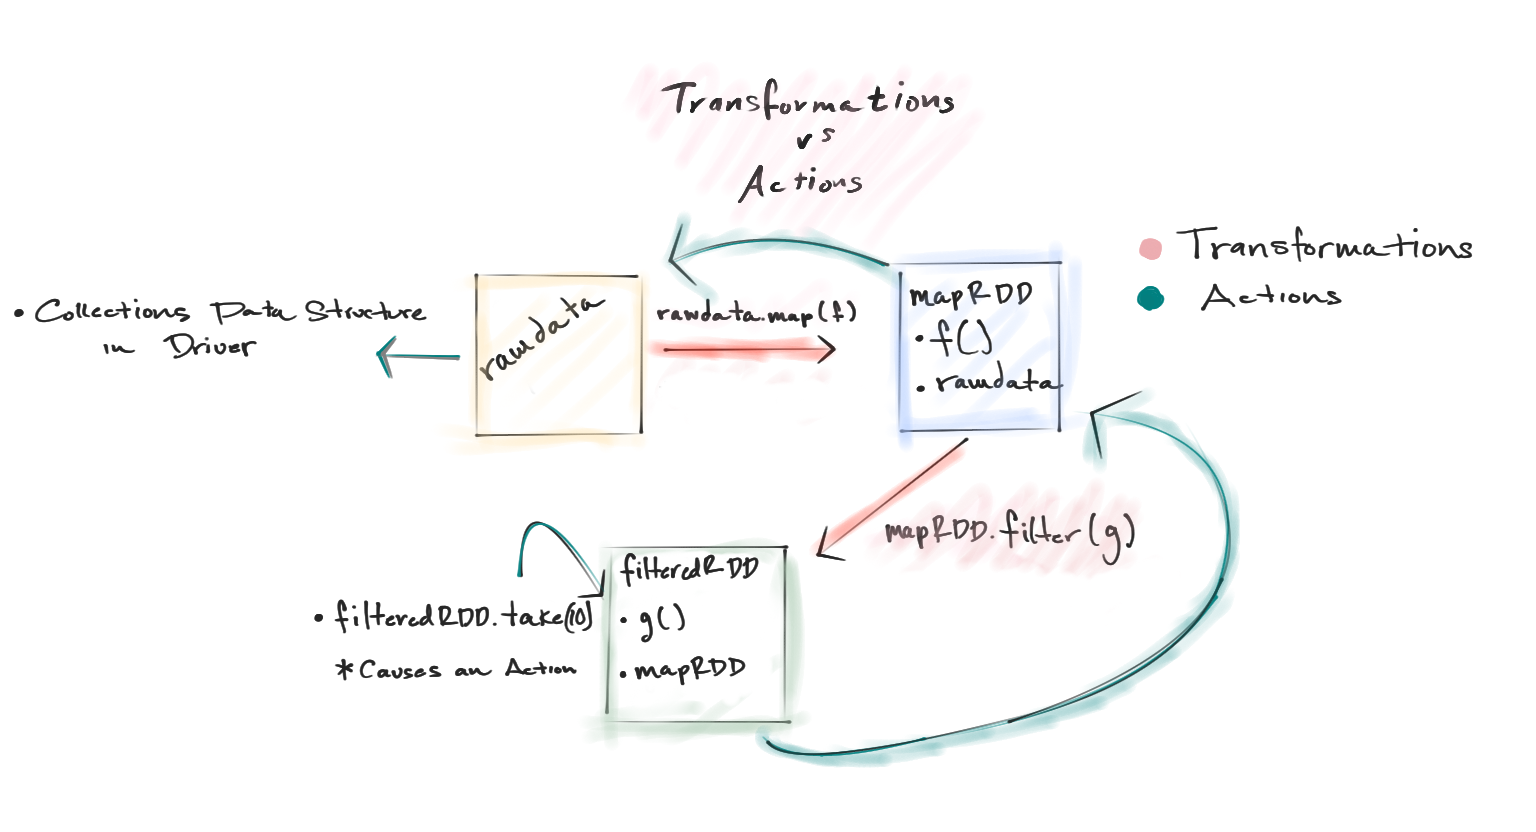 Transformations
vs
Actions
Transformations
Actions
• Collections Data Structure
in Driver
rawdata
rawdata.map(f)
mapRDD
• f()
• rawdata
mapRDD.filter(g)
• filteredRDD.take(10)
* Causes an Action
filteredRDD
• g()
• mapRDD